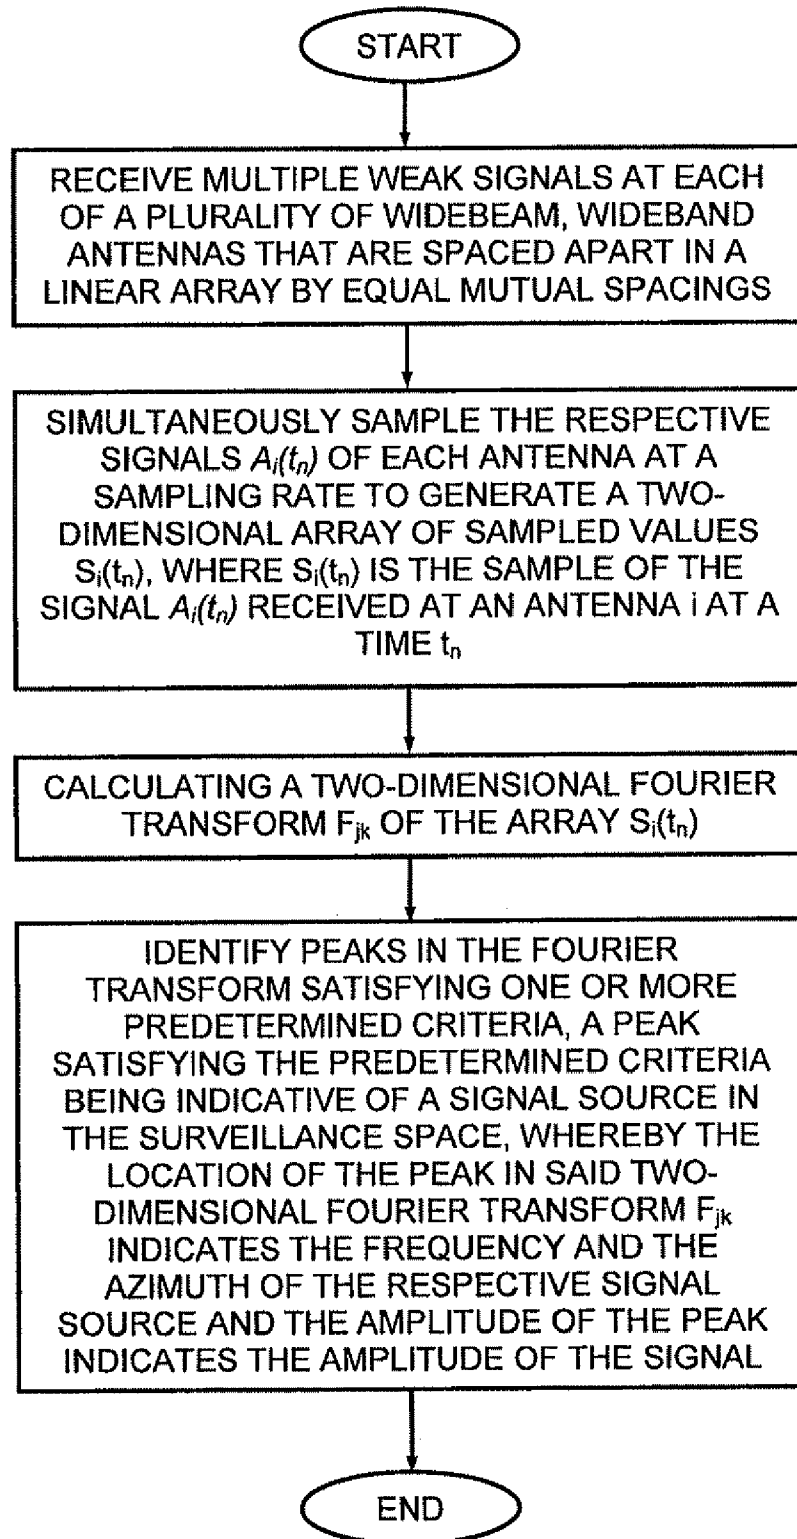 START
RECEIVE MULTIPLE WEAK SIGNALS AT EACH
OF A PLURALITY OF WIDEBEAM, WIDEBAND
ANTENNAS THAT ARE SPACED APART IN A
LINEAR ARRAY BY EQUAL MUTUAL SPACINGS
SIMULTANEOUSLY SAMPLE THE RESPECTIVE
SIGNALS Ai(tn) OF EACH ANTENNA AT A
SAMPLING RATE TO GENERATE A TWO-
DIMENSIONAL ARRAY OF SAMPLED VALUES
Si(tn), WHERE Si(tn) IS THE SAMPLE OF THE
SIGNAL Ai(tn) RECEIVED AT AN ANTENNA i AT A
TIME tn
CALCULATING A TWO-DIMENSIONAL FOURIER
TRANSFORM Fjk OF THE ARRAY Si(tn)
IDENTIFY PEAKS IN THE FOURIER
TRANSFORM SATISFYING ONE OR MORE
PREDETERMINED CRITERIA, A PEAK
SATISFYING THE PREDETERMINED CRITERIA
BEING INDICATIVE OF A SIGNAL SOURCE IN
THE SURVEILLANCE SPACE, WHEREBY THE
LOCATION OF THE PEAK IN SAID TWO-
DIMENSIONAL FOURIER TRANSFORM Fjk
INDICATES THE FREQUENCY AND THE
AZIMUTH OF THE RESPECTIVE SIGNAL
SOURCE AND THE AMPLITUDE OF THE PEAK
INDICATES THE AMPLITUDE OF THE SIGNAL
END